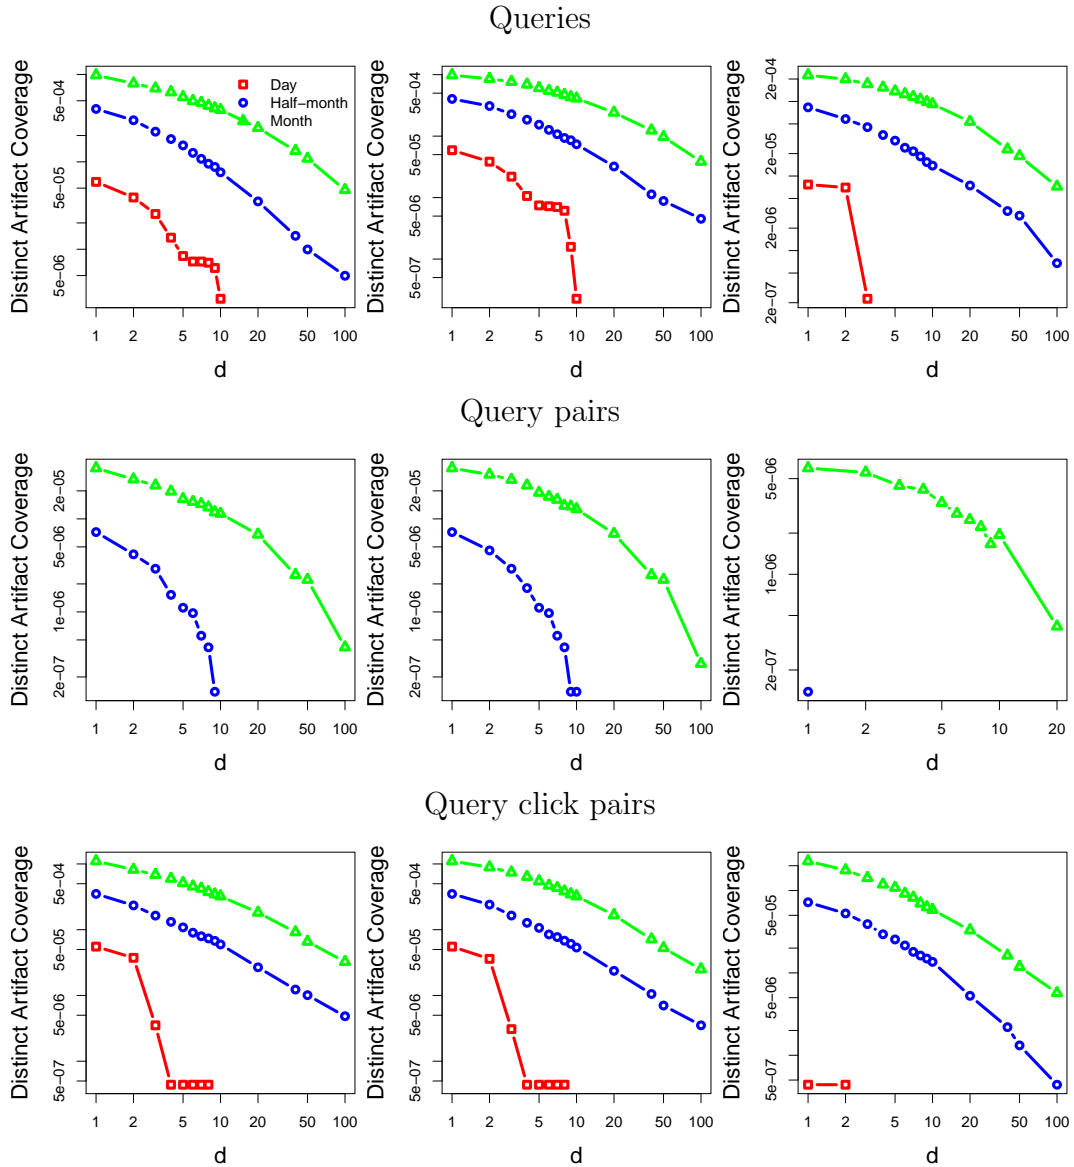 Queries
Distinct Artifact Coverage
5e-06 5e-05 5e-04
Day
Half-month
Month
1 2 5 10 20 50 100
d
Distinct Artifact Coverage
5e-07 5e-06 5e-05 5e-04
1 2 5 10 20 50 100
d
Distinct Artifact Coverage
2e-07 2e-06 2e-05 2e-04
1 2 5 10 20 50 100
d
Query pairs
Distinct Artifact Coverage
2e-07 1e-06 5e-06 2e-05
1 2 5 10 20 50 100
d
Distinct Artifact Coverage
2e-07 1e-06 5e-06 2e-05
1 2 5 10 20 50 100
d
Distinct Artifact Coverage
2e-07 1e-06 5e-06
1 2 5 10 20
d
Query click pairs
Distinct Artifact Coverage
5e-07 5e-06 5e-05 5e-04
1 2 5 10 20 50 100
d
Distinct Artifact Coverage
5e-07 5e-06 5e-05 5e-04
1 2 5 10 20 50 100
d
Distinct Artifact Coverage
5e-07 5e-06 5e-05
1 2 5 10 20 50 100
d